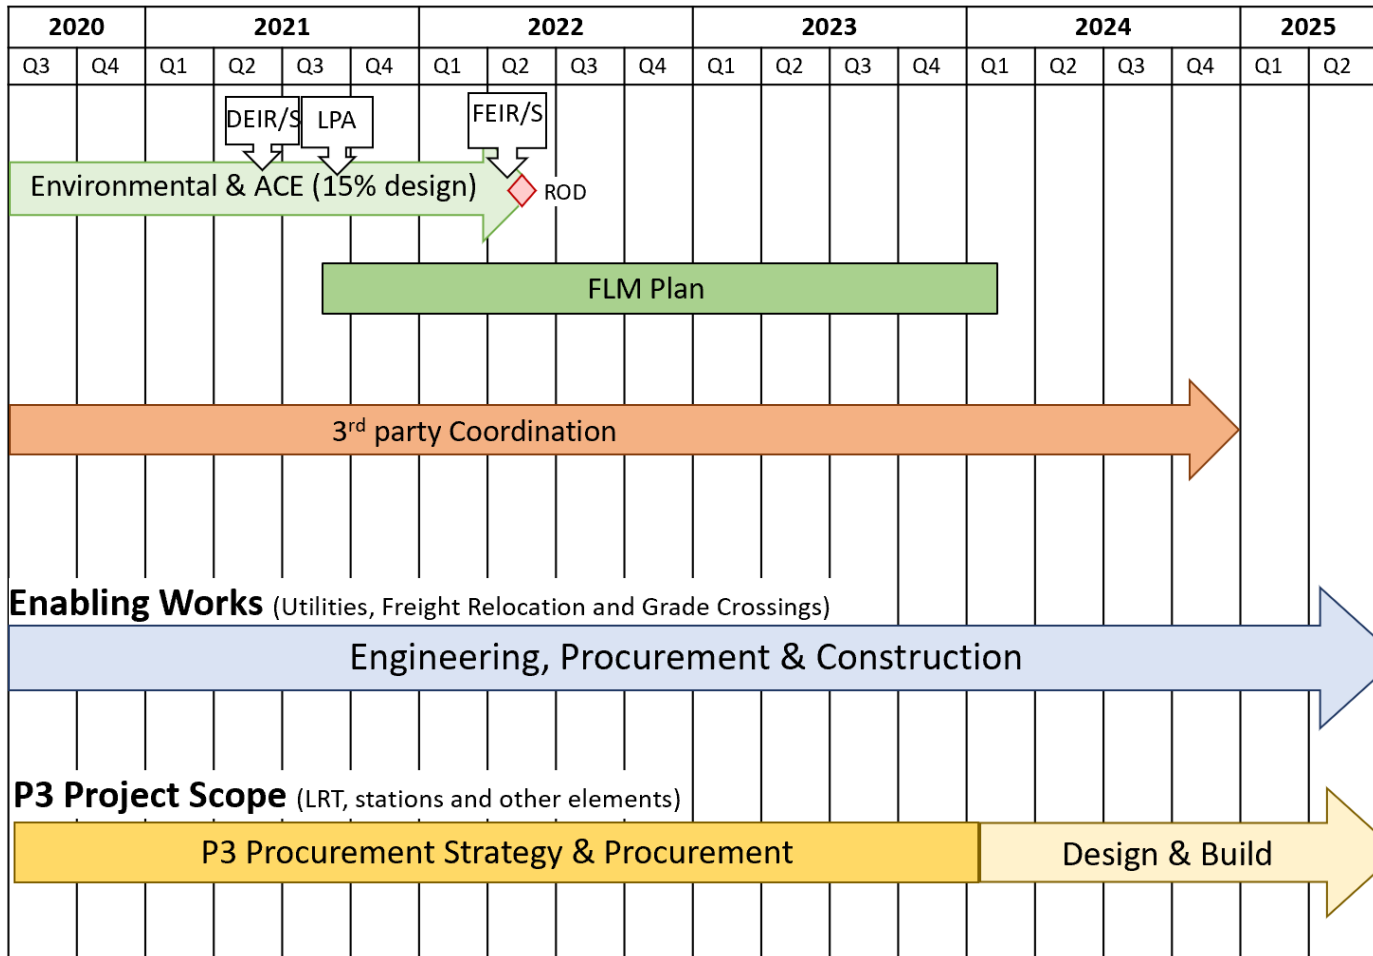 2020 2021 2022 2023 2024 2025
Q3 Q4 Q1 Q2 Q3 Q4 Q1 Q2 Q3 Q4 Q1 Q2 Q3 Q4 Q1 Q2 Q3 Q4 Q1 Q2
DEIR/S LPA FEIR/S
Environmental & ACE (15% design)
ROD
FLM Plan
3rd party Coordination
Enabling Works (Utilities, Freight Relocation and Grade Crossings)
Engineering, Procurement & Construction
P3 Project Scope (LRT, stations and other elements)
P3 Procurement Strategy & Procurement Design & Build